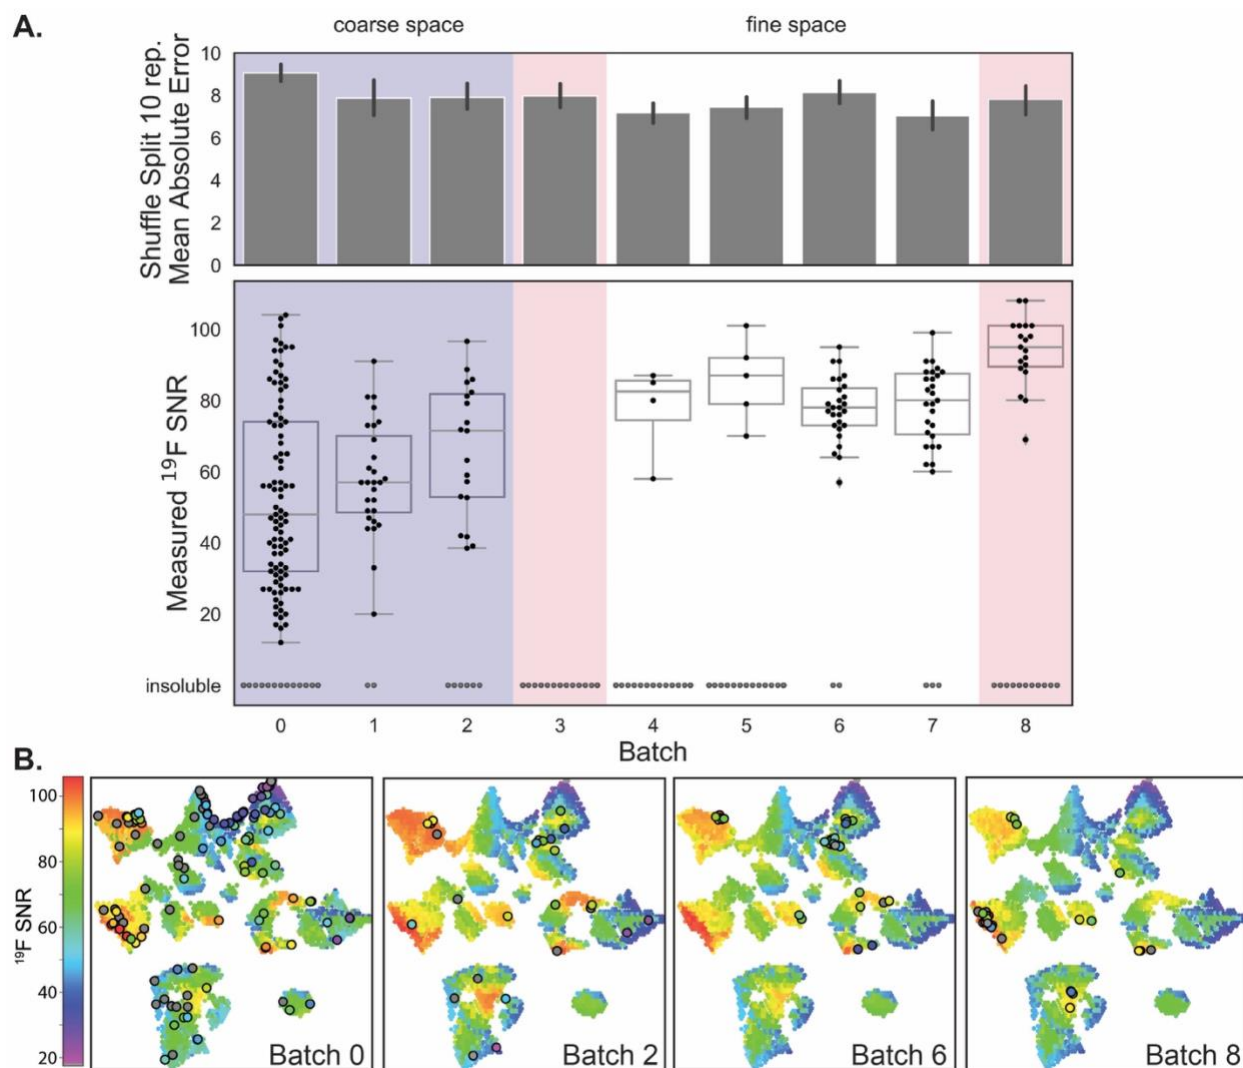 A.
coarse space
fine space
Shuffle Split 10 rep.
Mean Absolute Error
10
8
6
4
2
0
Measured ¹⁹F SNR
100
80
60
40
20
insoluble
0 1 2 3 4 5 6 7 8
Batch
B.
¹⁹F SNR
100
80
60
40
20
Batch 0
Batch 2
Batch 6
Batch 8